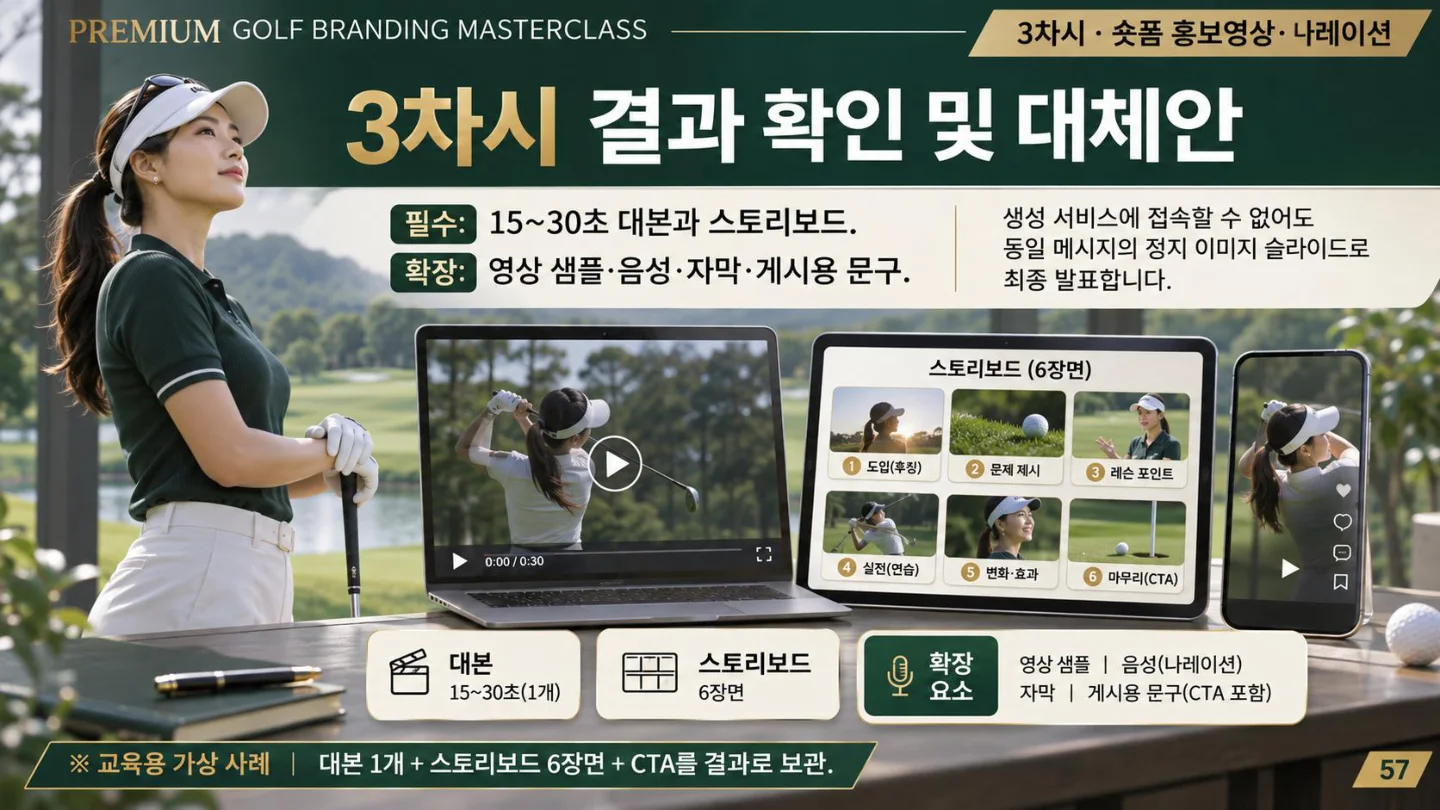 PREMIUM GOLF BRANDING MASTERCLASS
3차시 · 숏폼 홍보영상 · 나레이션
3차시 결과 확인 및 대체안
필수: 15~30초 대본과 스토리보드.
확장: 영상 샘플·음성·자막·게시용 문구.
생성 서비스에 접속할 수 없어도
동일 메시지의 정지 이미지 슬라이드로
최종 발표합니다.
0:00 / 0:30
스토리보드 (6장면)
1 도입(후킹)
2 문제 제시
3 레슨 포인트
4 실전(연습)
5 변화·효과
6 마무리(CTA)
대본
15~30초(1개)
스토리보드
6장면
확장
요소
영상 샘플 | 음성(나레이션)
자막 | 게시용 문구(CTA 포함)
※ 교육용 가상 사례 | 대본 1개 + 스토리보드 6장면 + CTA를 결과로 보관.
57